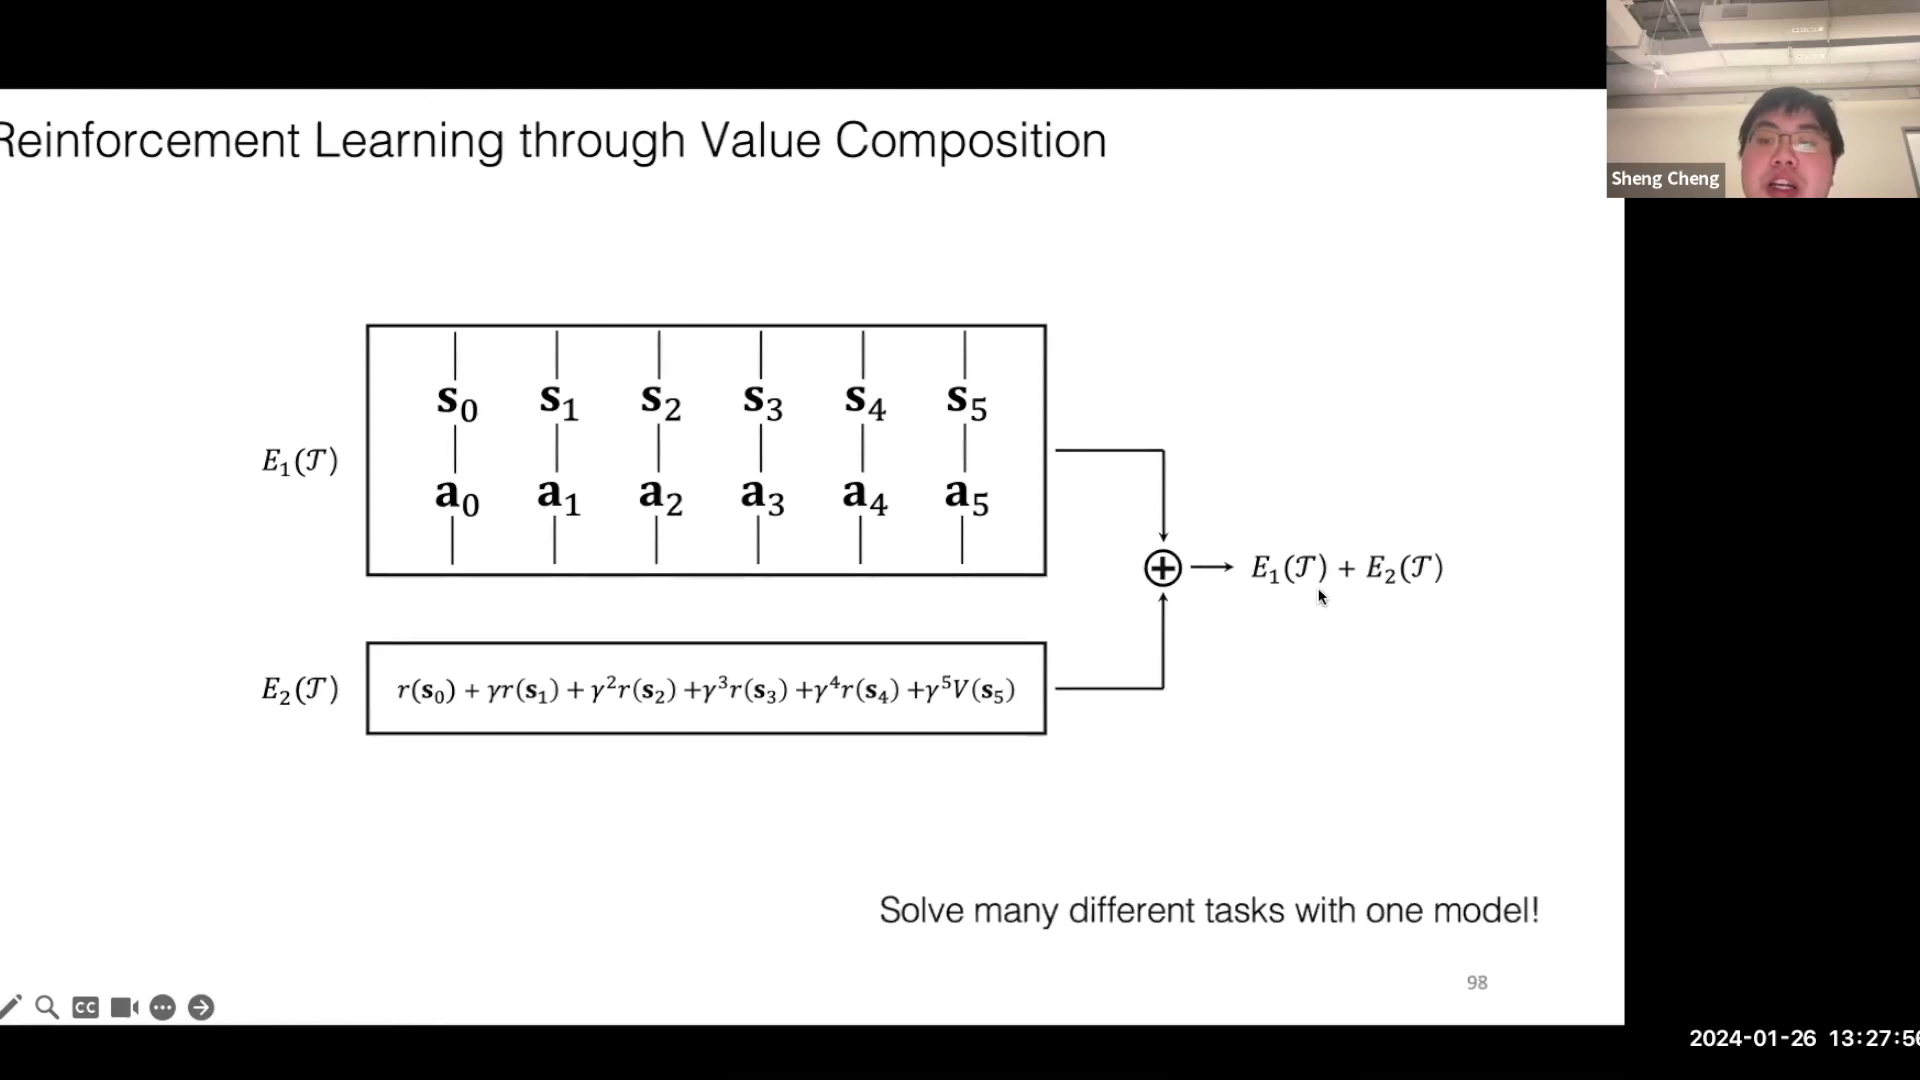 Reinforcement Learning through Value Composition
Sheng Cheng
s₀ s₁ s₂ s₃ s₄ s₅
E₁(𝒯)
a₀ a₁ a₂ a₃ a₄ a₅
E₁(𝒯) + E₂(𝒯)
E₂(𝒯)
r(s₀) + γr(s₁) + γ²r(s₂) +γ³r(s₃) +γ⁴r(s₄) +γ⁵V(s₅)
Solve many different tasks with one model!
98
CC
2024-01-26 13:27:56